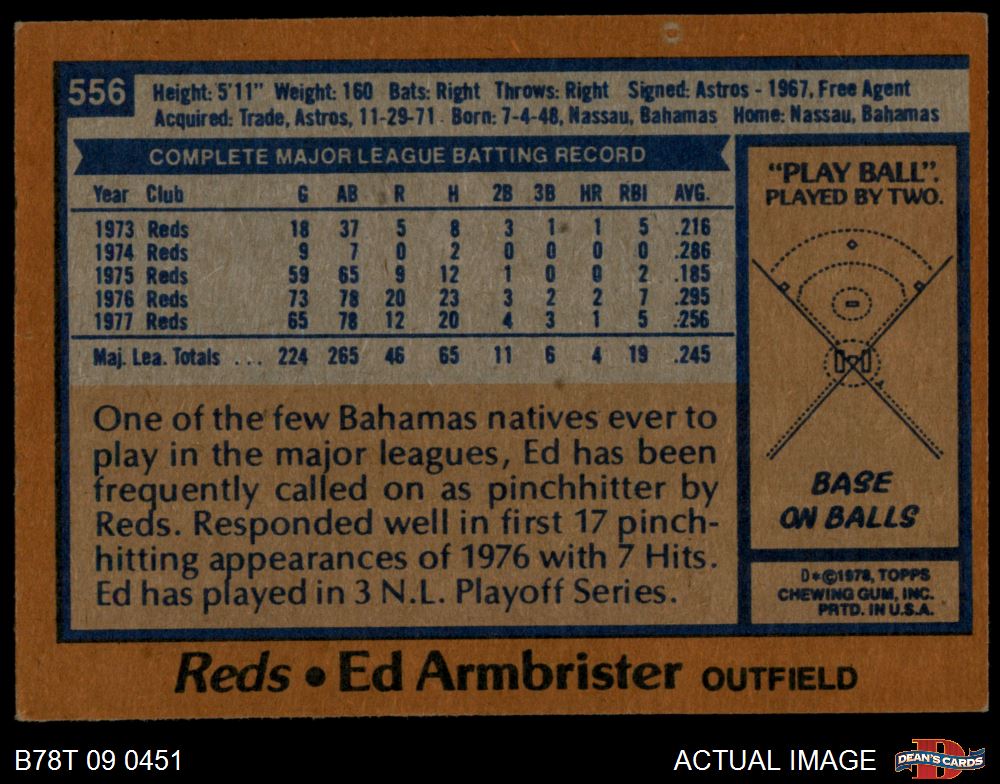 556
Height: 5'11" Weight: 160 Bats: Right Throws: Right Signed: Astros - 1967, Free Agent
Acquired: Trade, Astros, 11-29-71 Born: 7-4-48, Nassau, Bahamas Home: Nassau, Bahamas
COMPLETE MAJOR LEAGUE BATTING RECORD
Year Club G AB R H 2B 3B HR RBI AVG.
1973 Reds 18 37 5 8 3 1 1 5 .216
1974 Reds 9 7 0 2 0 0 0 0 .286
1975 Reds 59 65 9 12 1 0 0 2 .185
1976 Reds 73 78 20 23 3 2 2 7 .295
1977 Reds 65 78 12 20 4 3 1 5 .256
Maj. Lea. Totals ... 224 265 46 65 11 6 4 19 .245
One of the few Bahamas natives ever to
play in the major leagues, Ed has been
frequently called on as pinchhitter by
Reds. Responded well in first 17 pinch-
hitting appearances of 1976 with 7 Hits.
Ed has played in 3 N.L. Playoff Series.
"PLAY BALL".
PLAYED BY TWO.
BASE
ON BALLS
D*©1978, TOPPS
CHEWING GUM, INC.
PRTD. IN U.S.A.
Reds • Ed Armbrister OUTFIELD
B78T 09 0451
ACTUAL IMAGE
DEAN'S CARDS